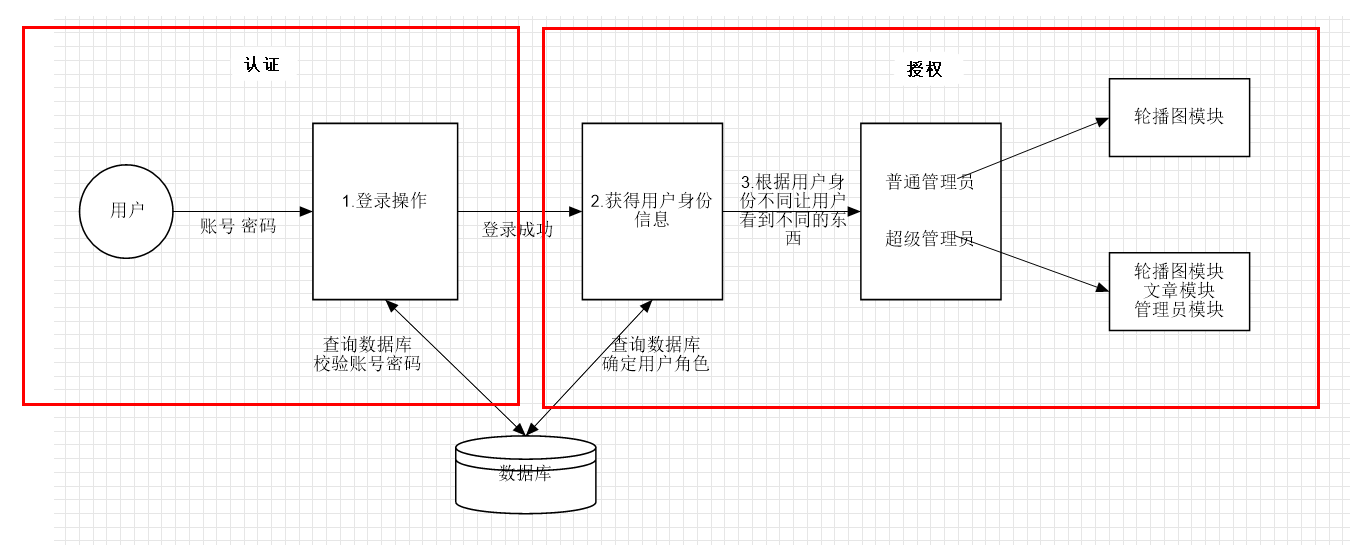 认证
授权
用户
账号 密码
1.登录操作
登录成功
2.获得用户身份
信息
3.根据用户身
份不同让用户
看到不同的东
西
普通管理员
超级管理员
轮播图模块
轮播图模块
文章模块
管理员模块
查询数据库
校验账号密码
查询数据库
确定用户角色
数据库